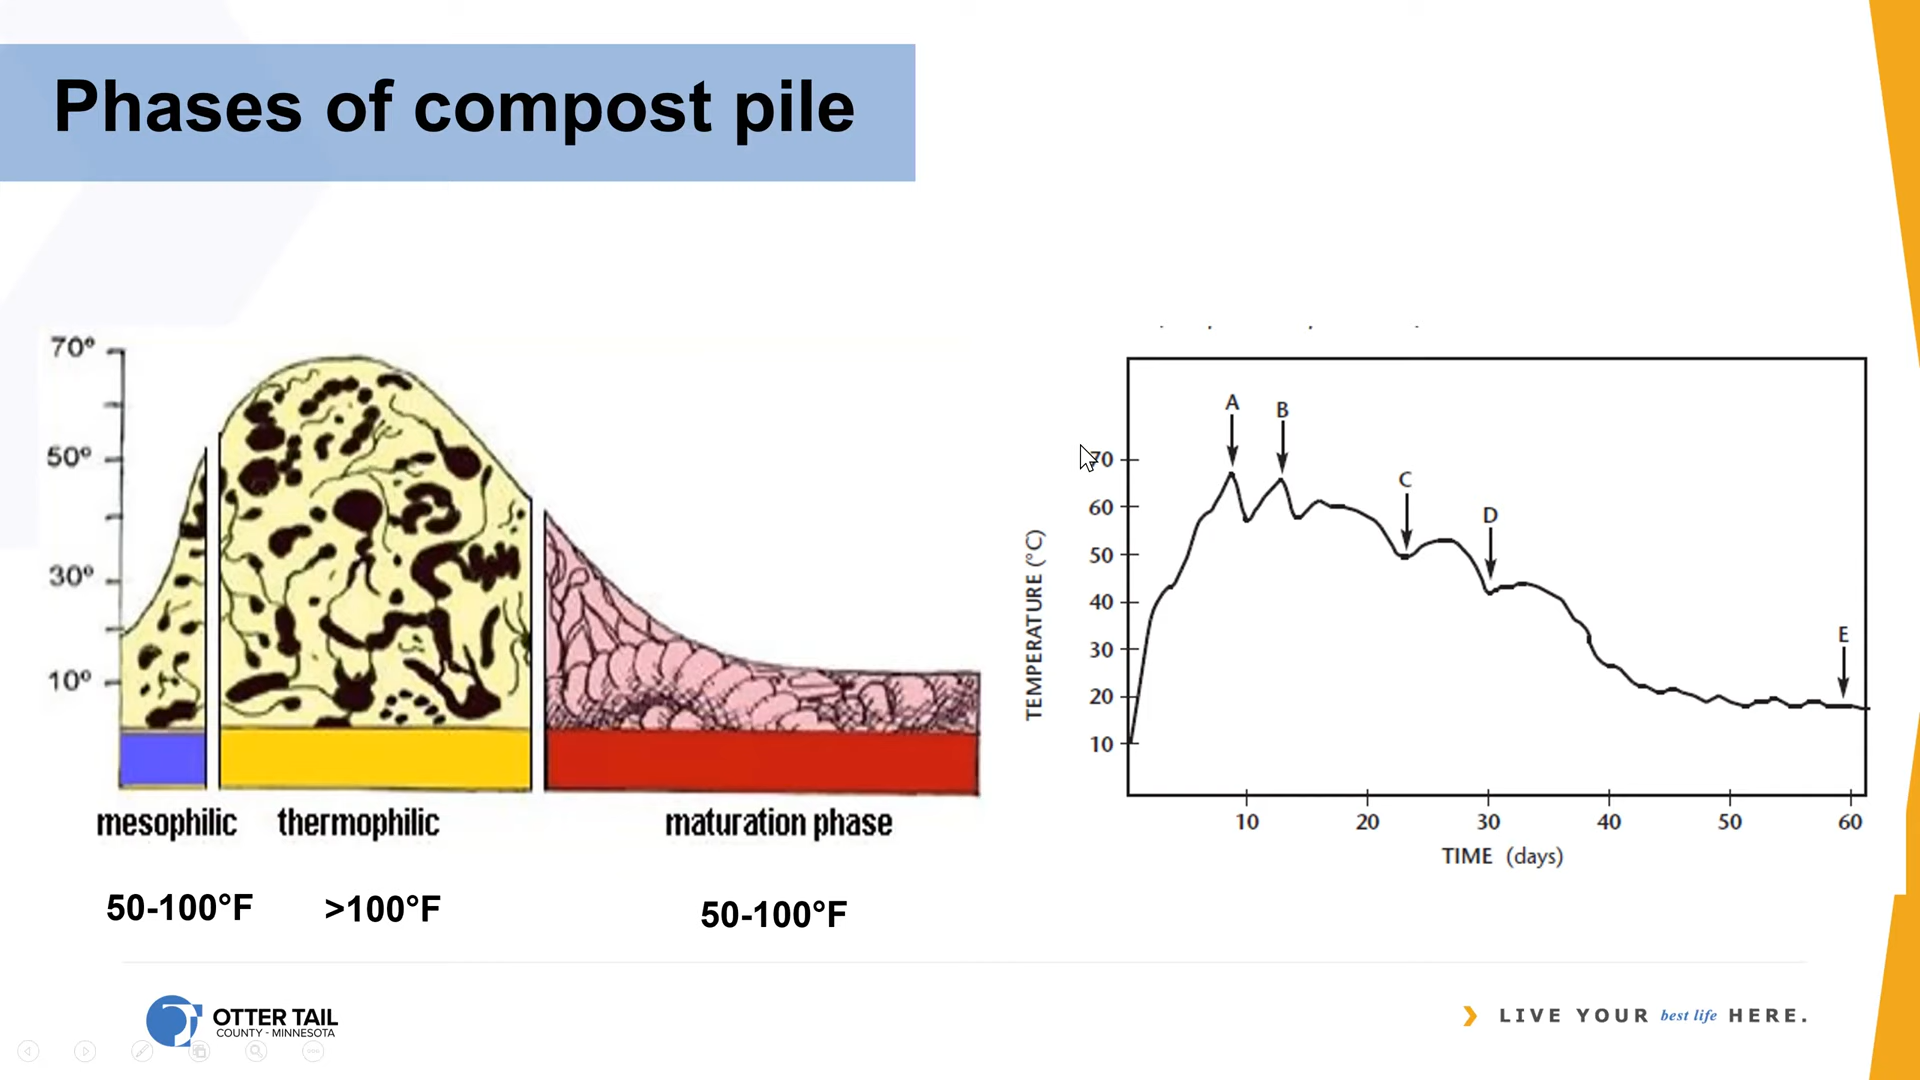 Phases of compost pile
70°
50°
30°
10°
mesophilic
thermophilic
maturation phase
50-100°F
>100°F
50-100°F
A
B
C
D
E
70
60
50
40
30
20
10
TEMPERATURE (°C)
10 20 30 40 50 60
TIME (days)
OTTER TAIL
COUNTY - MINNESOTA
LIVE YOUR best life HERE.